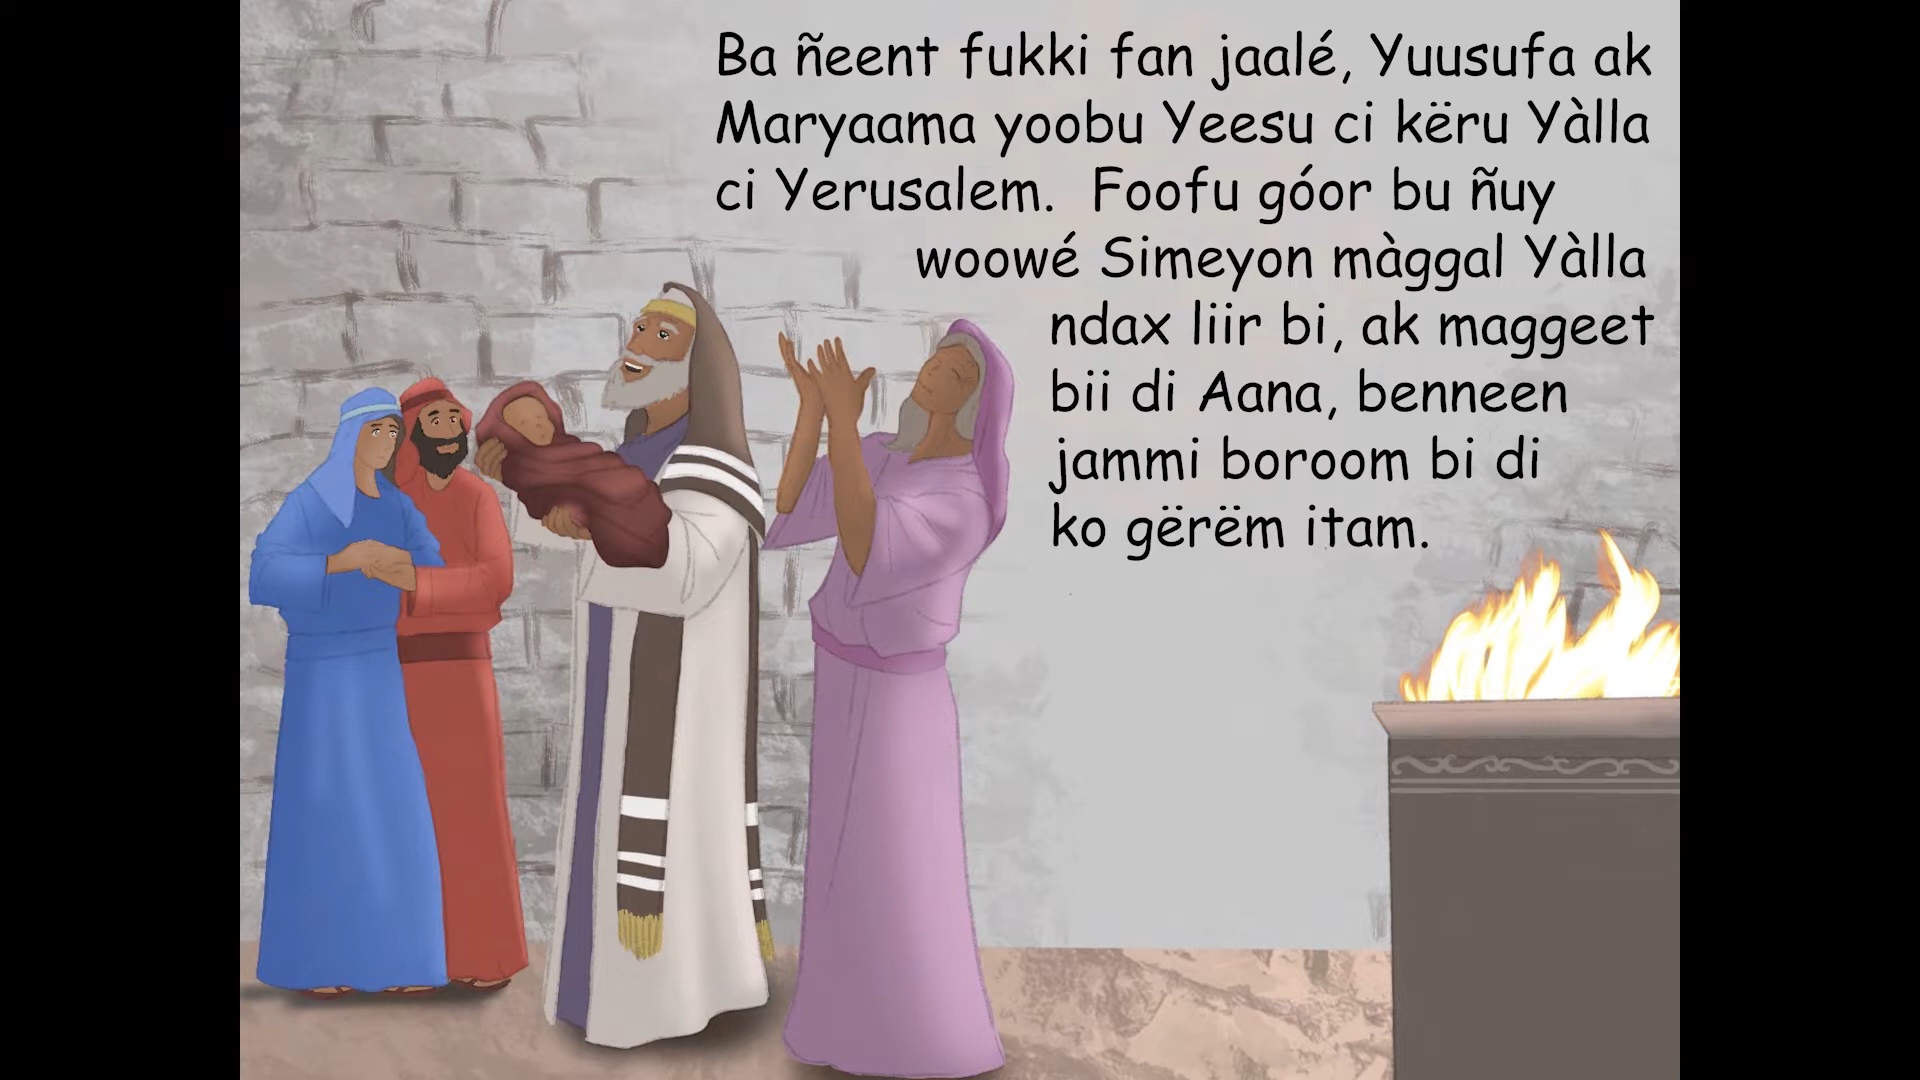 Ba ñeent fukki fan jaalé, Yuusufa ak
Maryaama yoobu Yeesu ci këru Yàlla
ci Yerusalem. Foofu góor bu ñuy
woowé Simeyon màggal Yàlla
ndax liir bi, ak maggeet
bii di Aana, benneen
jammi boroom bi di
ko gërëm itam.